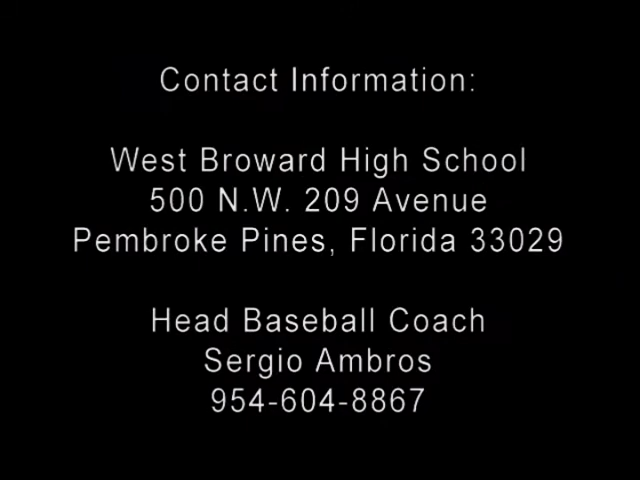 Contact Information:
West Broward High School
500 N.W. 209 Avenue
Pembroke Pines, Florida 33029
Head Baseball Coach
Sergio Ambros
954-604-8867